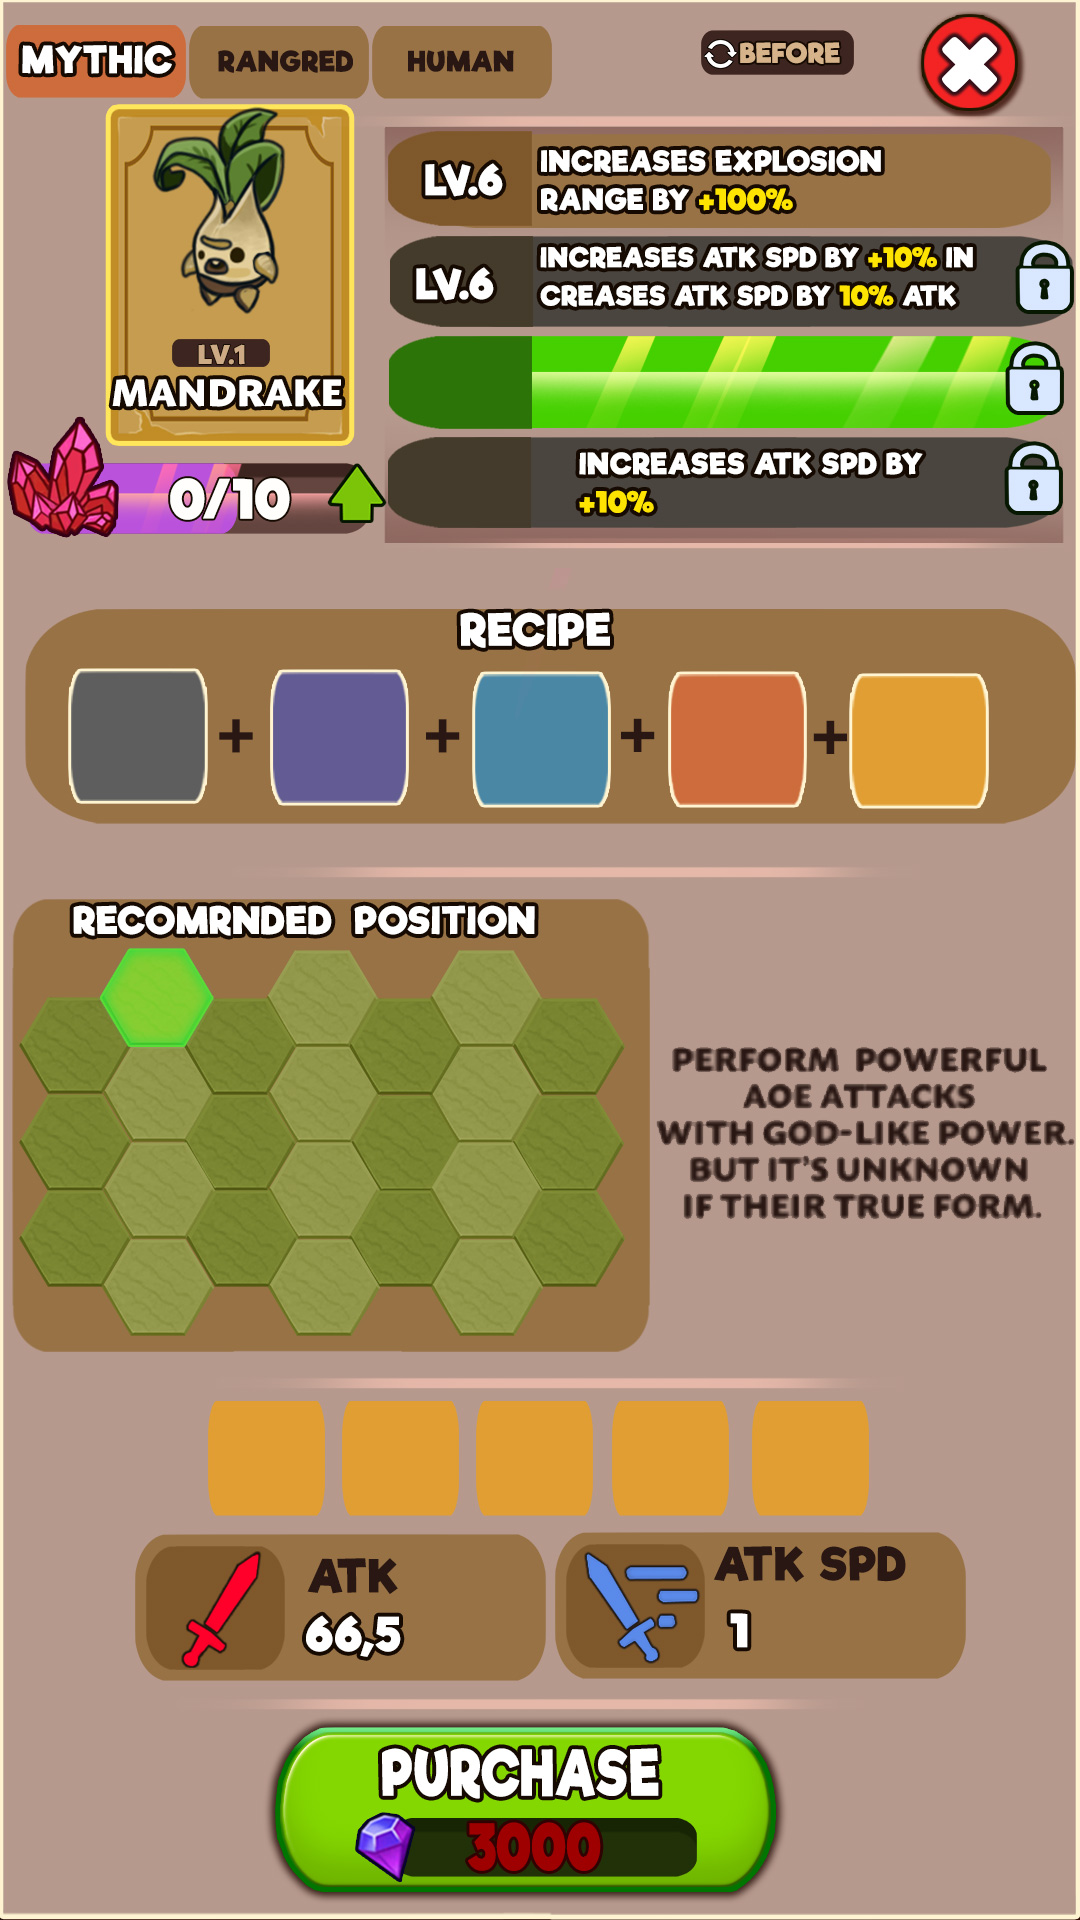 MYTHIC
RANGRED
HUMAN
BEFORE
LV.6
INCREASES EXPLOSION
RANGE BY +100%
LV.6
INCREASES ATK SPD BY +10% IN
CREASES ATK SPD BY 10% ATK
LV.1
MANDRAKE
0/10
INCREASES ATK SPD BY
+10%
RECIPE
+ + + +
RECOMRNDED POSITION
PERFORM POWERFUL
AOE ATTACKS
WITH GOD-LIKE POWER.
BUT IT'S UNKNOWN
IF THEIR TRUE FORM.
ATK
66,5
ATK SPD
1
PURCHASE
3000